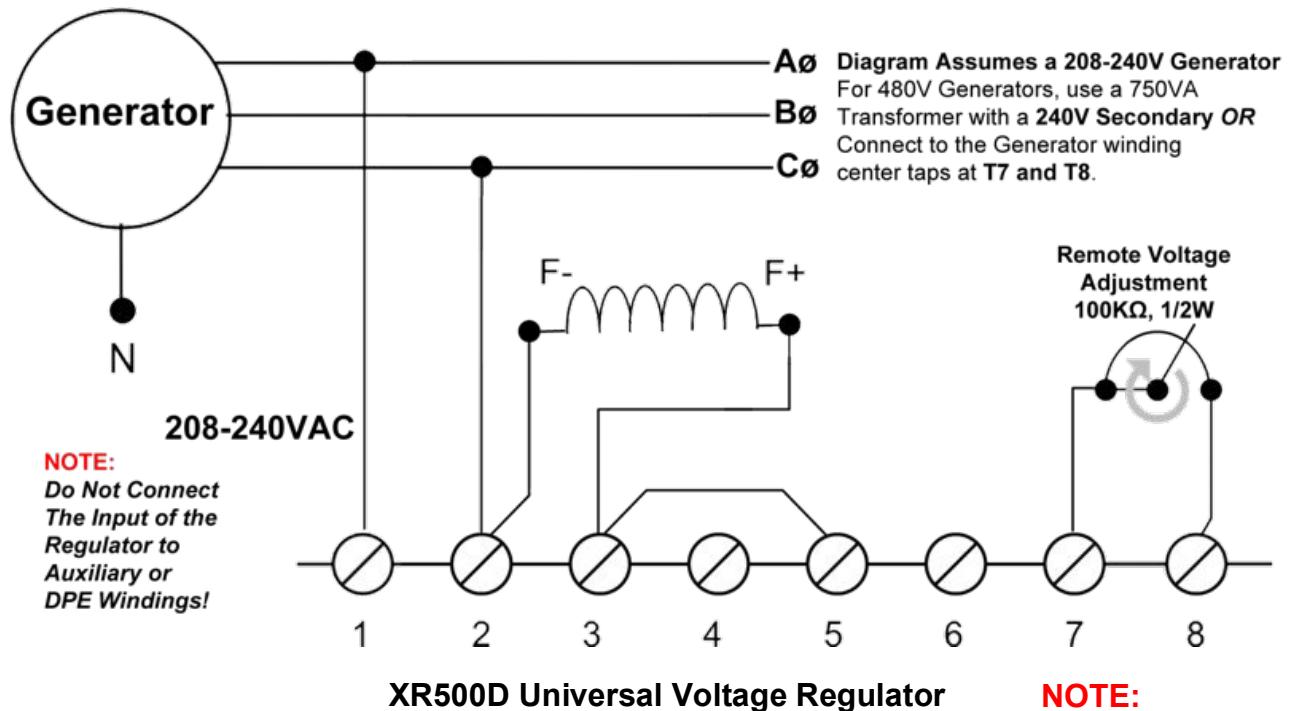 Generator
Aø
Bø
Cø
Diagram Assumes a 208-240V Generator
For 480V Generators, use a 750VA
Transformer with a 240V Secondary OR
Connect to the Generator winding
center taps at T7 and T8.
N
F-
F+
Remote Voltage
Adjustment
100KΩ, 1/2W
208-240VAC
NOTE:
Do Not Connect
The Input of the
Regulator to
Auxiliary or
DPE Windings!
1 2 3 4 5 6 7 8
XR500D Universal Voltage Regulator
NOTE: